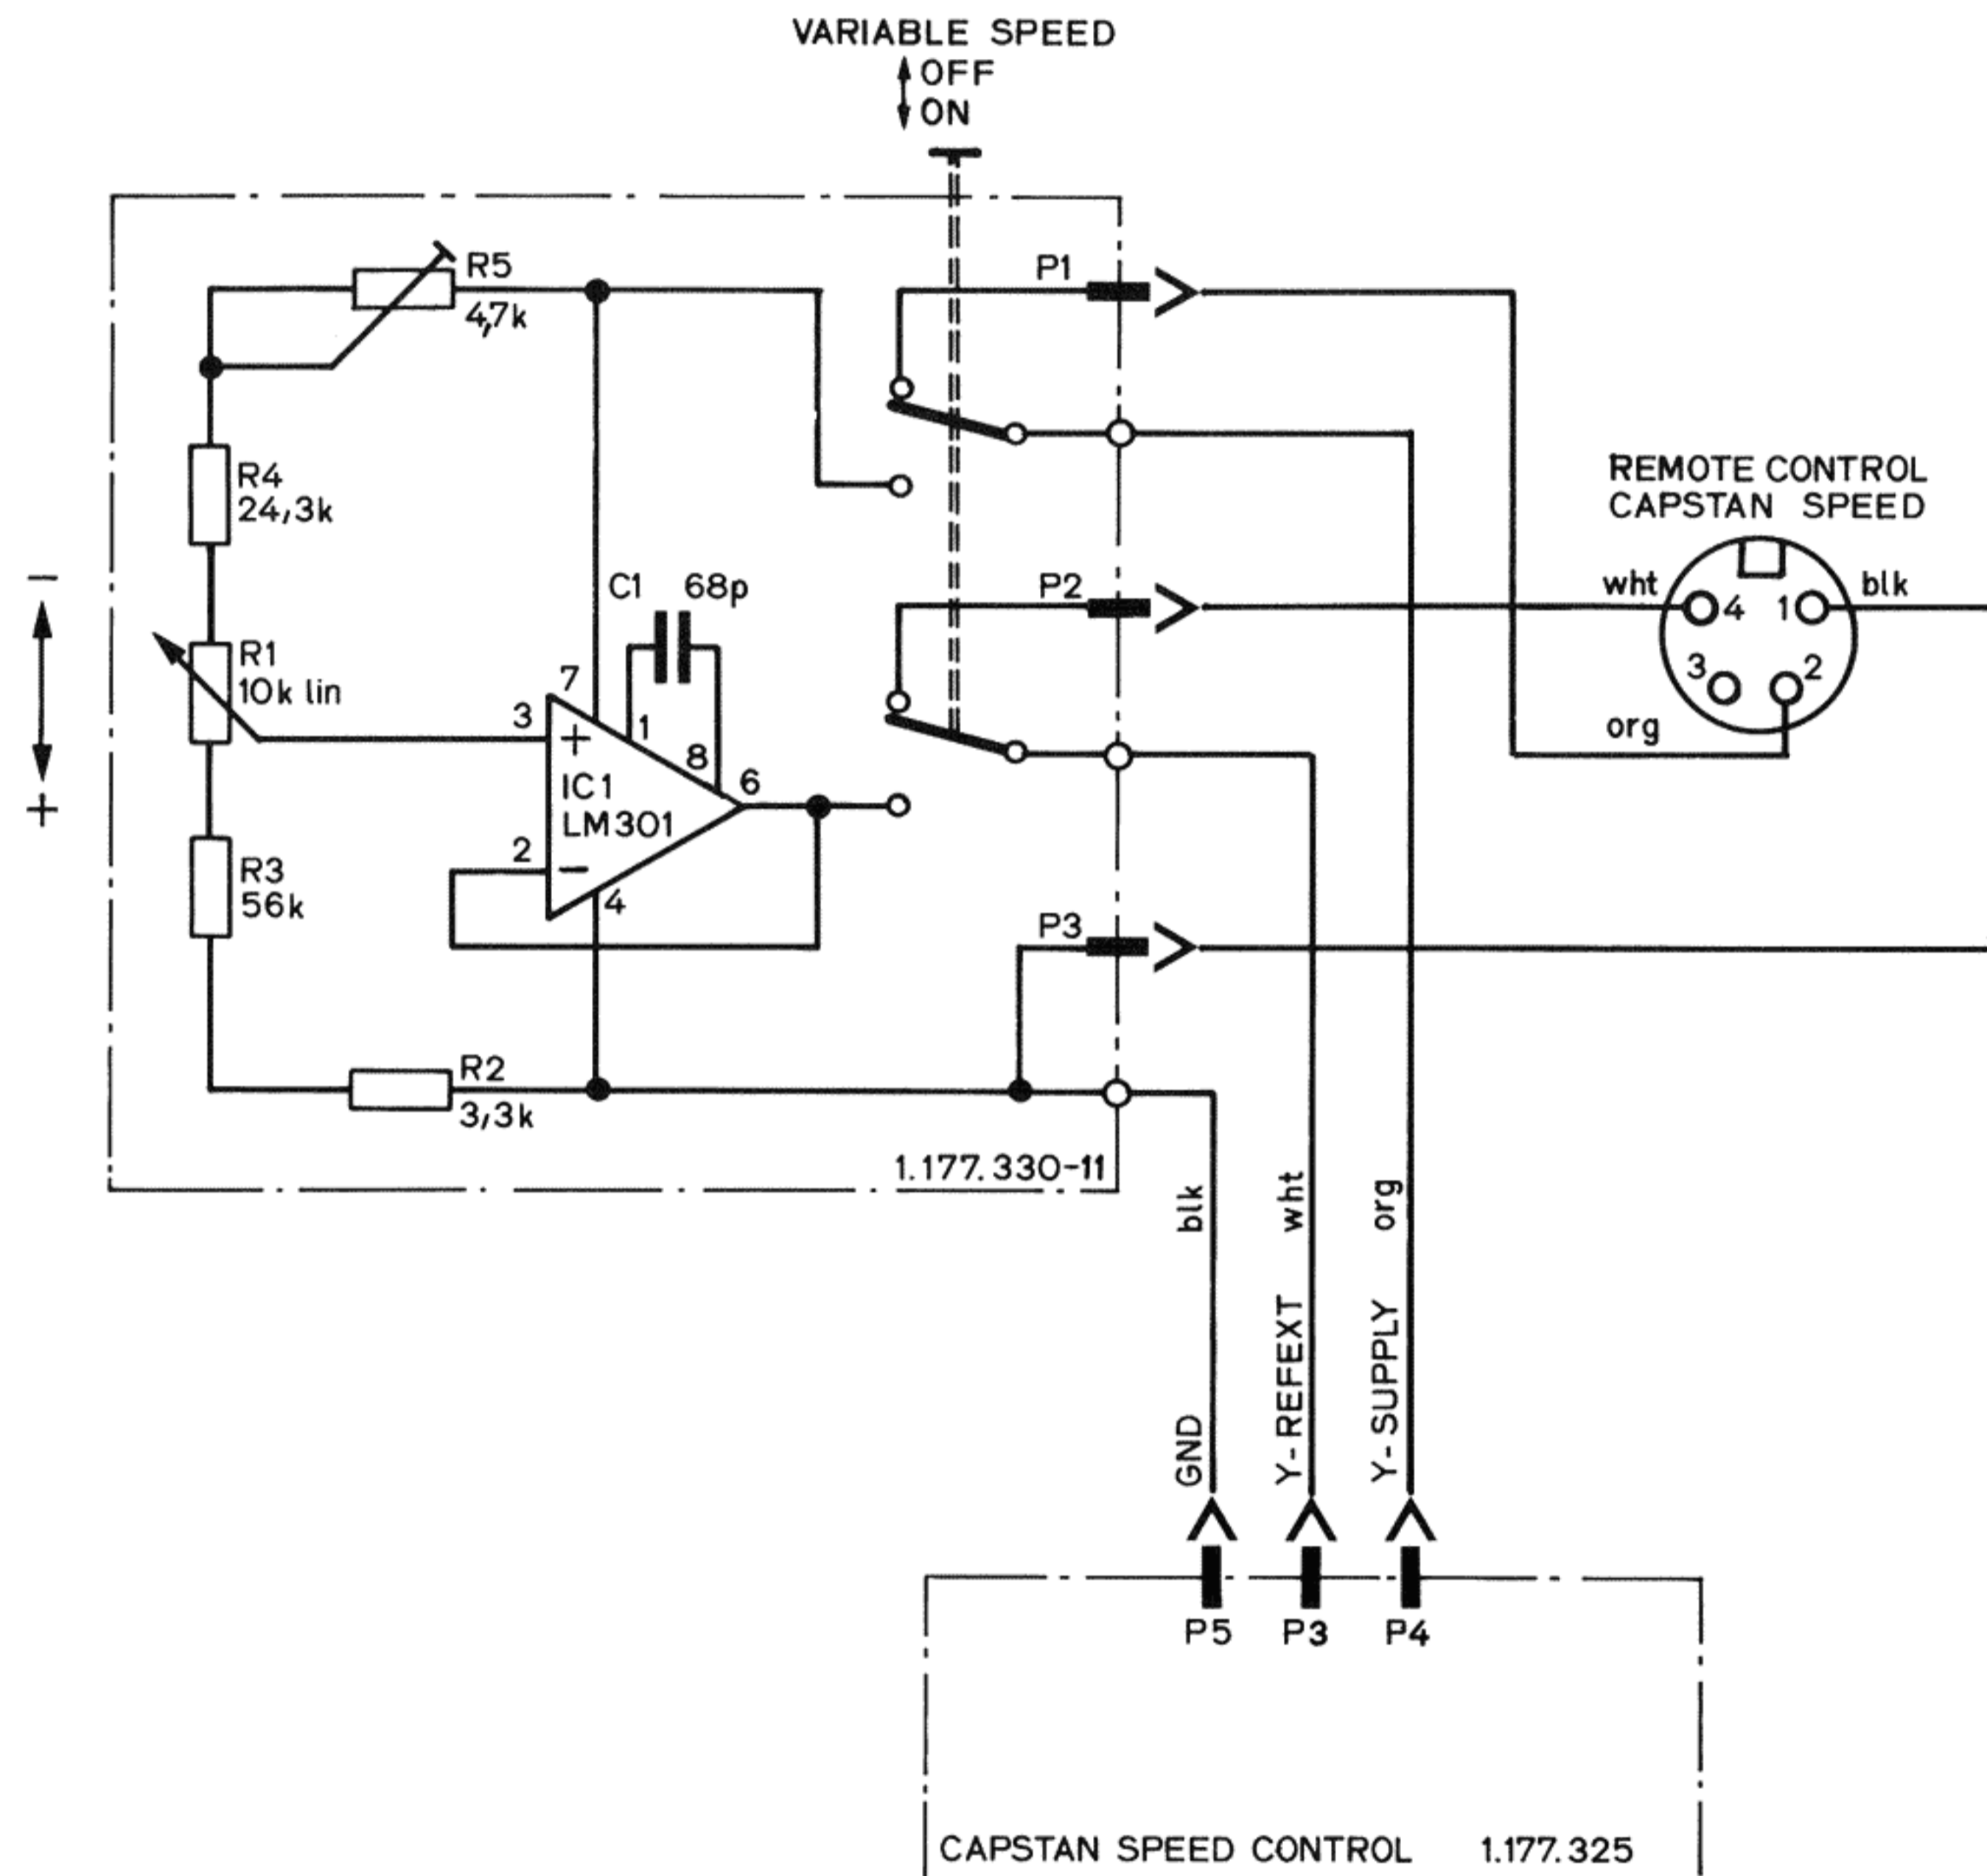 VARIABLE SPEED
OFF
ON
R5
4,7k
P1
R4
24,3k
REMOTE CONTROL
CAPSTAN SPEED
−
C1 68p
P2
wht
4
1
blk
R1
10k lin
7
3
+
1
8
6
3
2
org
IC1
LM301
+
2
−
4
R3
56k
P3
R2
3,3k
1.177.330-11
blk
wht
org
GND
Y-REFEXT
Y-SUPPLY
P5
P3
P4
CAPSTAN SPEED CONTROL 1.177.325